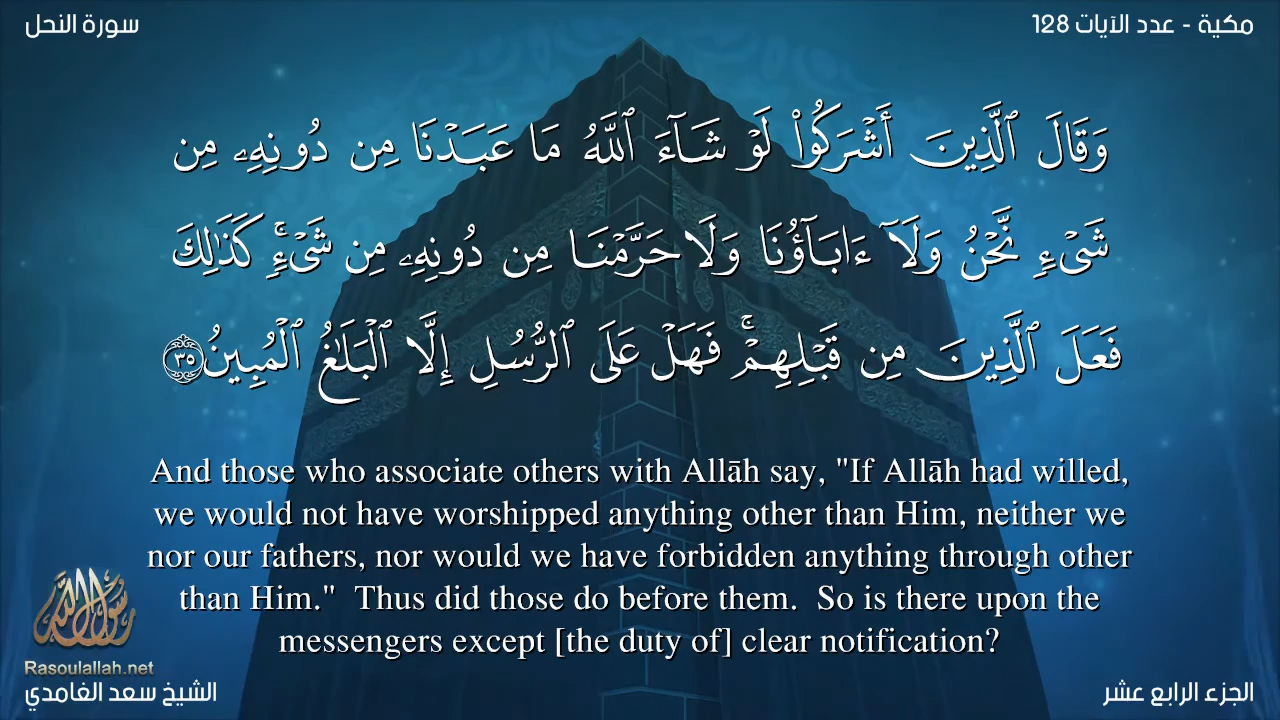 مكية - عدد الآيات 128
سورة النحل
وَقَالَ ٱلَّذِينَ أَشْرَكُوا۟ لَوْ شَآءَ ٱللَّهُ مَا عَبَدْنَا مِن دُونِهِۦ مِن
شَىْءٍ نَّحْنُ وَلَآ ءَابَآؤُنَا وَلَا حَرَّمْنَا مِن دُونِهِۦ مِن شَىْءٍ ۚ كَذَٰلِكَ
فَعَلَ ٱلَّذِينَ مِن قَبْلِهِمْ ۚ فَهَلْ عَلَى ٱلرُّسُلِ إِلَّا ٱلْبَلَـٰغُ ٱلْمُبِينُ ٣٥
And those who associate others with Allāh say, "If Allāh had willed,
we would not have worshipped anything other than Him, neither we
nor our fathers, nor would we have forbidden anything through other
than Him."  Thus did those do before them.  So is there upon the
messengers except [the duty of] clear notification?
رسول الله
Rasoulallah.net
الجزء الرابع عشر
الشيخ سعد الغامدي